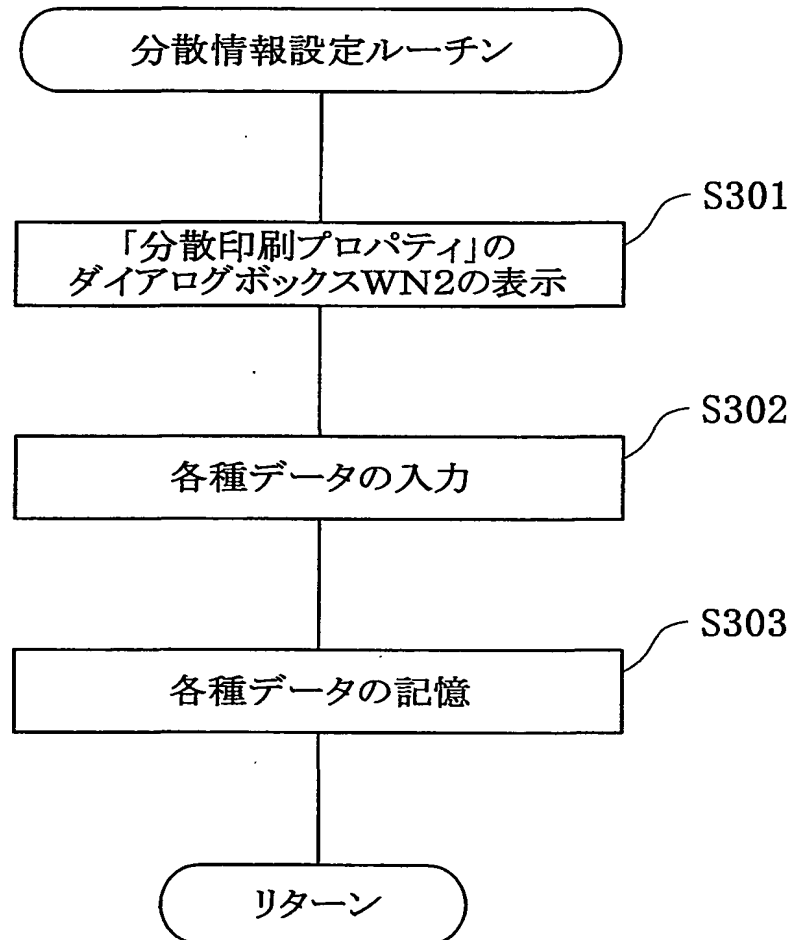 分散情報設定ルーチン
S301
「分散印刷プロパティ」の
ダイアログボックスWN2の表示
S302
各種データの入力
S303
各種データの記憶
リターン